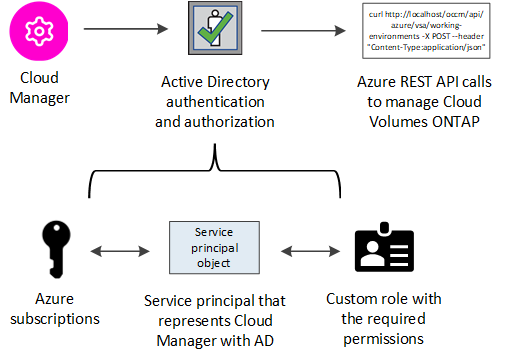 curl http://localhost/occm/api/
azure/vsa/working-
environments -X POST --header
"Content-Type:application/json"
Cloud
Manager
Active Directory
authentication
and authorization
Azure REST API calls
to manage Cloud
Volumes ONTAP
Service
principal
object
Azure
subscriptions
Service principal that
represents Cloud
Manager with AD
Custom role with
the required
permissions